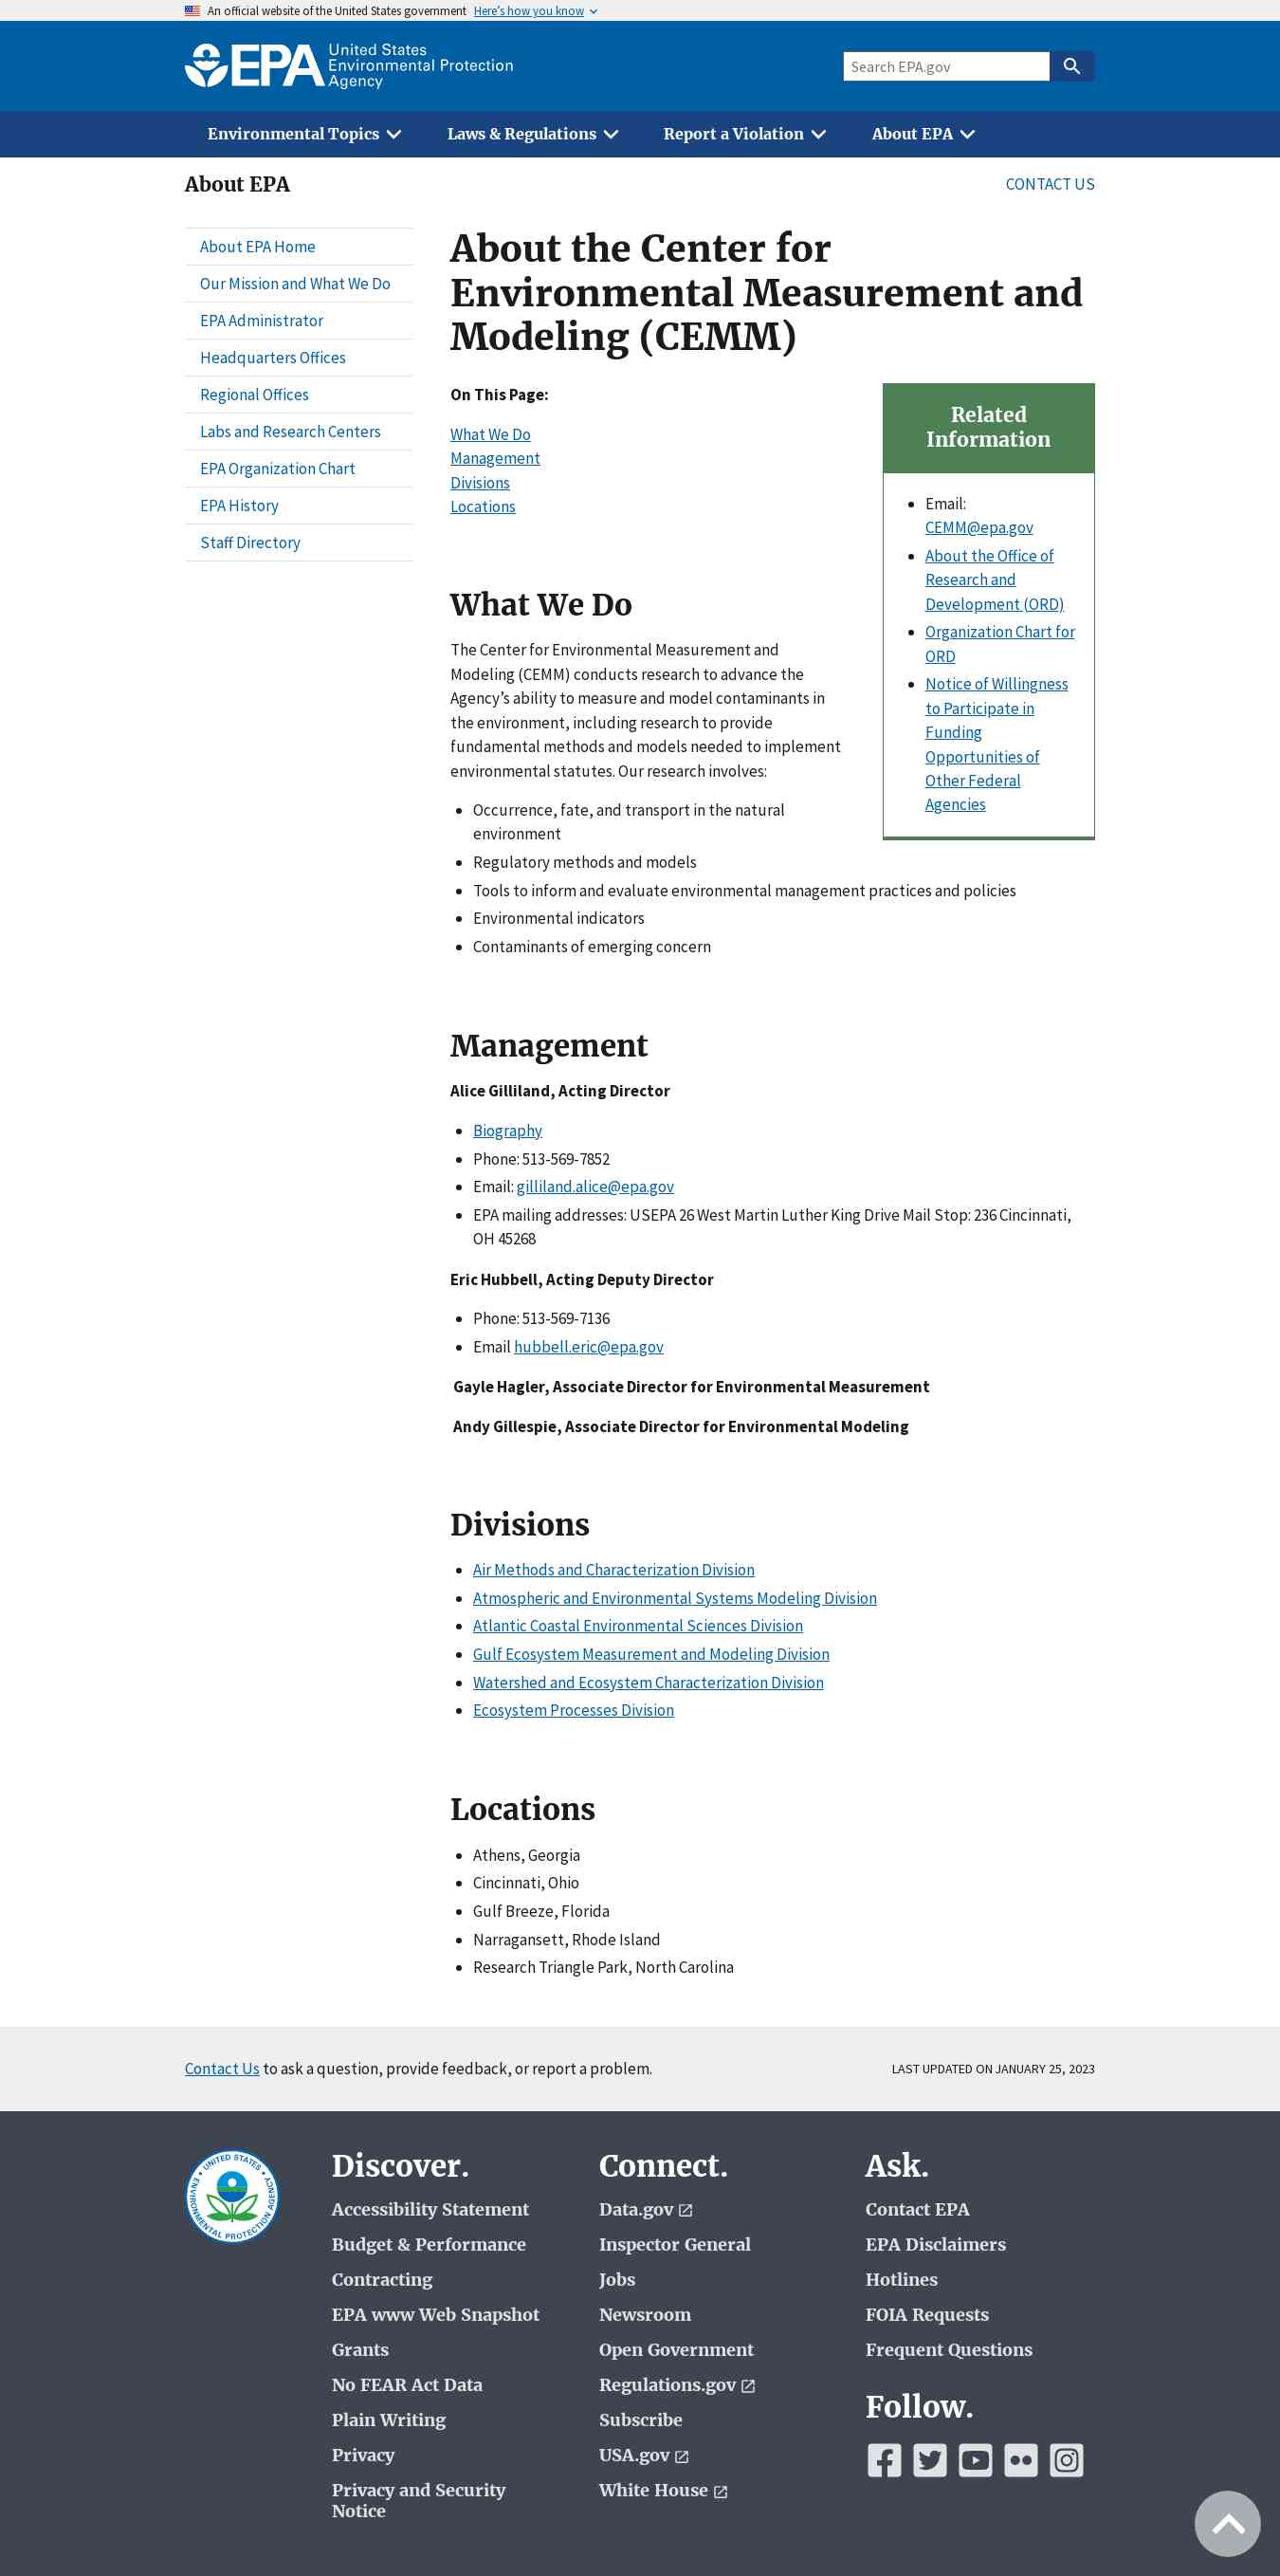 An official website of the United States government Here's how you know
EPA United States
Environmental Protection
Agency
Search EPA.gov
Environmental Topics
Laws & Regulations
Report a Violation
About EPA
About EPA
CONTACT US
About EPA Home
Our Mission and What We Do
EPA Administrator
Headquarters Offices
Regional Offices
Labs and Research Centers
EPA Organization Chart
EPA History
Staff Directory
About the Center for
Environmental Measurement and
Modeling (CEMM)
On This Page:
What We Do
Management
Divisions
Locations
Related
Information
Email:
CEMM@epa.gov
About the Office of
Research and
Development (ORD)
Organization Chart for
ORD
Notice of Willingness
to Participate in
Funding
Opportunities of
Other Federal
Agencies
What We Do
The Center for Environmental Measurement and
Modeling (CEMM) conducts research to advance the
Agency’s ability to measure and model contaminants in
the environment, including research to provide
fundamental methods and models needed to implement
environmental statutes. Our research involves:
Occurrence, fate, and transport in the natural
environment
Regulatory methods and models
Tools to inform and evaluate environmental management practices and policies
Environmental indicators
Contaminants of emerging concern
Management
Alice Gilliland, Acting Director
Biography
Phone: 513-569-7852
Email: gilliland.alice@epa.gov
EPA mailing addresses: USEPA 26 West Martin Luther King Drive Mail Stop: 236 Cincinnati,
OH 45268
Eric Hubbell, Acting Deputy Director
Phone: 513-569-7136
Email hubbell.eric@epa.gov
Gayle Hagler, Associate Director for Environmental Measurement
Andy Gillespie, Associate Director for Environmental Modeling
Divisions
Air Methods and Characterization Division
Atmospheric and Environmental Systems Modeling Division
Atlantic Coastal Environmental Sciences Division
Gulf Ecosystem Measurement and Modeling Division
Watershed and Ecosystem Characterization Division
Ecosystem Processes Division
Locations
Athens, Georgia
Cincinnati, Ohio
Gulf Breeze, Florida
Narragansett, Rhode Island
Research Triangle Park, North Carolina
Contact Us to ask a question, provide feedback, or report a problem.
LAST UPDATED ON JANUARY 25, 2023
UNITED STATES
ENVIRONMENTAL PROTECTION AGENCY
Discover.
Accessibility Statement
Budget & Performance
Contracting
EPA www Web Snapshot
Grants
No FEAR Act Data
Plain Writing
Privacy
Privacy and Security
Notice
Connect.
Data.gov
Inspector General
Jobs
Newsroom
Open Government
Regulations.gov
Subscribe
USA.gov
White House
Ask.
Contact EPA
EPA Disclaimers
Hotlines
FOIA Requests
Frequent Questions
Follow.